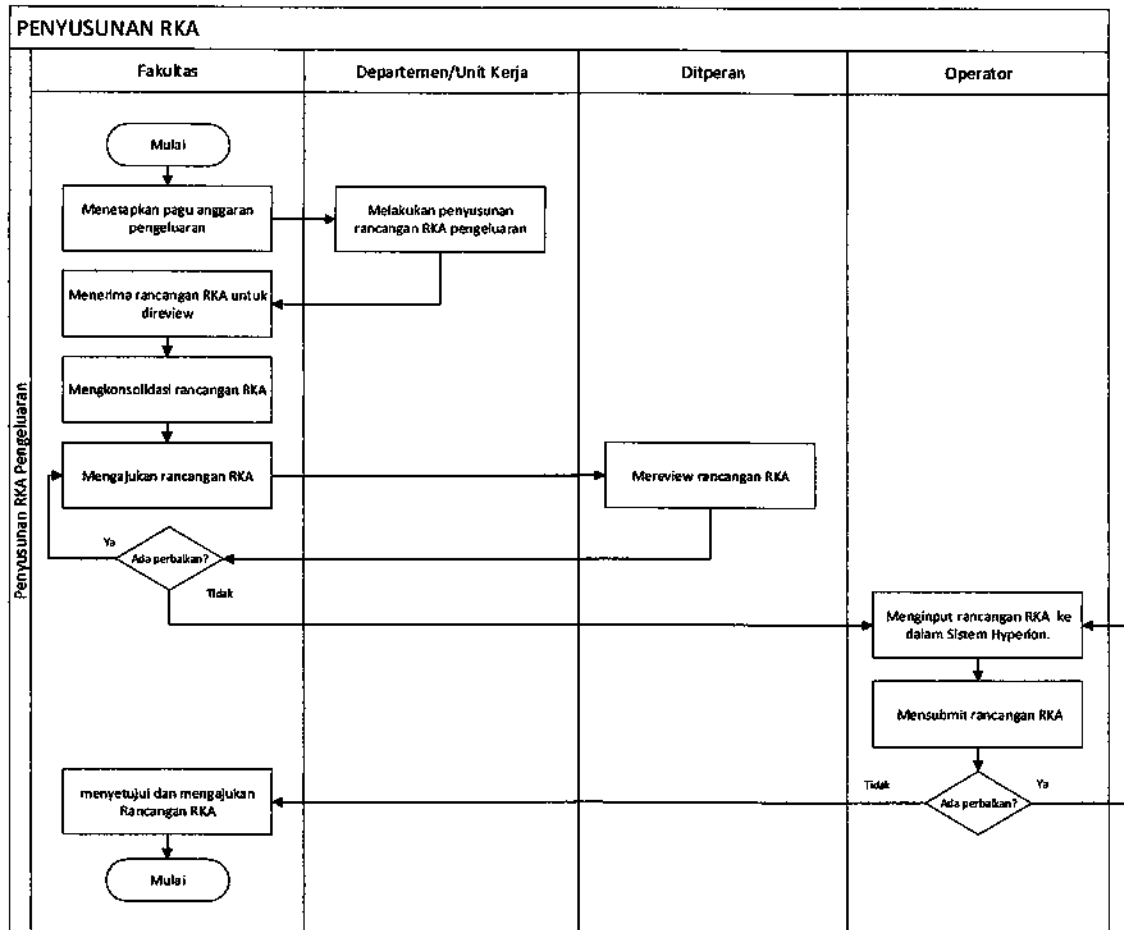 PENYUSUNAN RKA
Fakultas
Departemen/Unit Kerja
Ditperan
Operator
Penyusunan RKA Pengeluaran
Mulai
Menetapkan pagu anggaran
pengeluaran
Melakukan penyusunan
rancangan RKA pengeluaran
Menerima rancangan RKA untuk
direview
Mengkonsolidasi rancangan RKA
Mengajukan rancangan RKA
Mereview rancangan RKA
Ya
Ada perbaikan?
Tidak
Menginput rancangan RKA ke
dalam Sistem Hyperion.
Mensubmit rancangan RKA
Tidak
Ada perbaikan?
Ya
menyetujui dan mengajukan
Rancangan RKA
Mulai